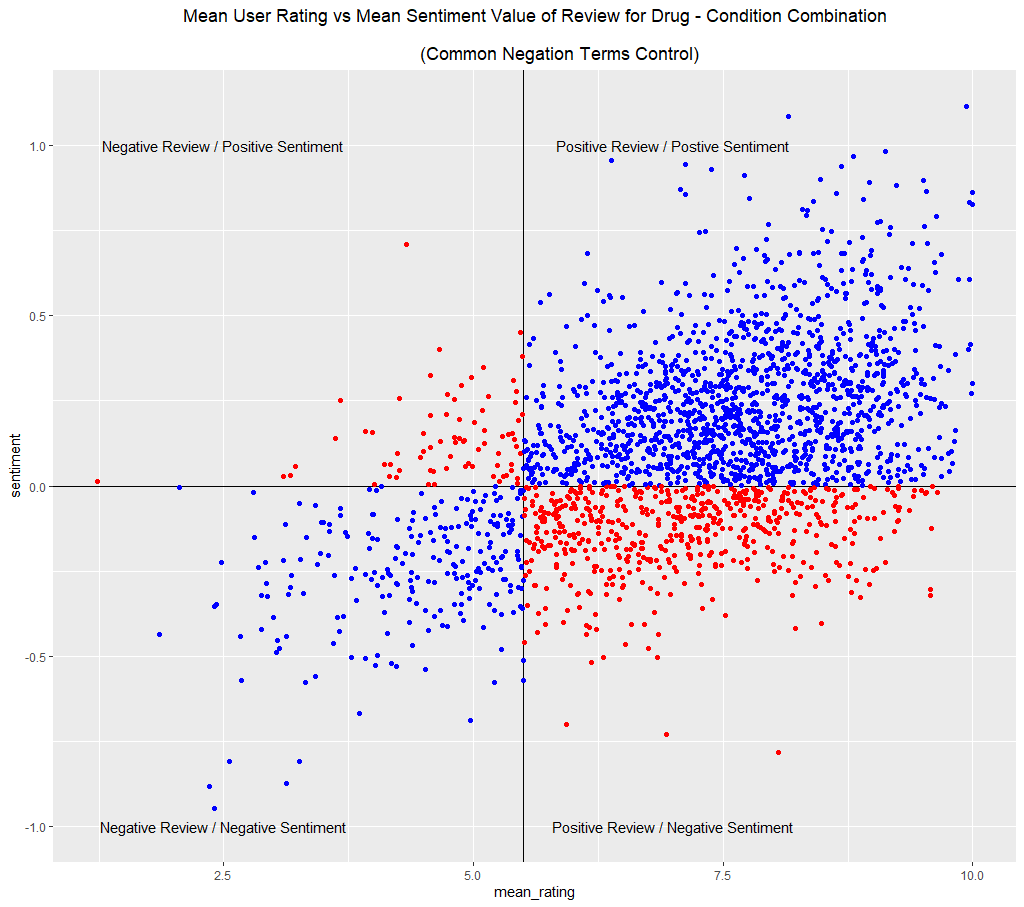 Mean User Rating vs Mean Sentiment Value of Review for Drug - Condition Combination
(Common Negation Terms Control)
Negative Review / Positive Sentiment
Positive Review / Postive Sentiment
1.0
0.5
0.0
-0.5
-1.0
sentiment
Negative Review / Negative Sentiment
Positive Review / Negative Sentiment
2.5
5.0
7.5
10.0
mean_rating